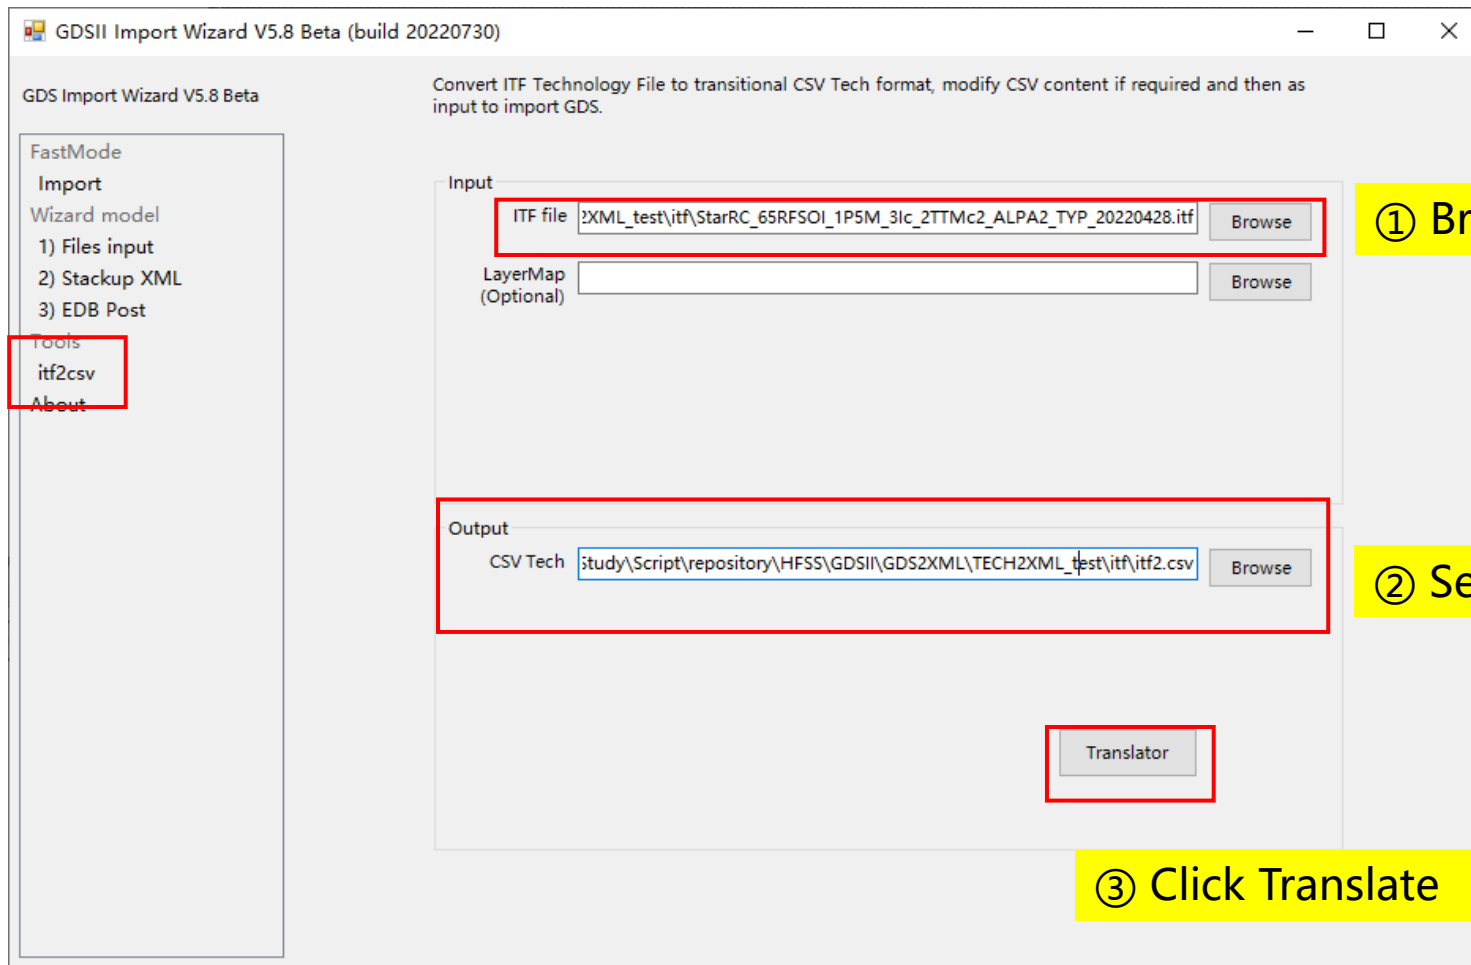 GDSII Import Wizard V5.8 Beta (build 20220730)
GDS Import Wizard V5.8 Beta
FastMode
Import
Wizard model
1) Files input
2) Stackup XML
3) EDB Post
Tools
itf2csv
About
Convert ITF Technology File to transitional CSV Tech format, modify CSV content if required and then as
input to import GDS.
Input
ITF file
2XML_test\itf\StarRC_65RFSOI_1P5M_3Ic_2TTMc2_ALPA2_TYP_20220428.itf
Browse
① Br
LayerMap
(Optional)
Browse
Output
CSV Tech
Study\Script\repository\HFSS\GDSII\GDS2XML\TECH2XML_test\itf\itf2.csv
Browse
② Se
Translator
③ Click Translate